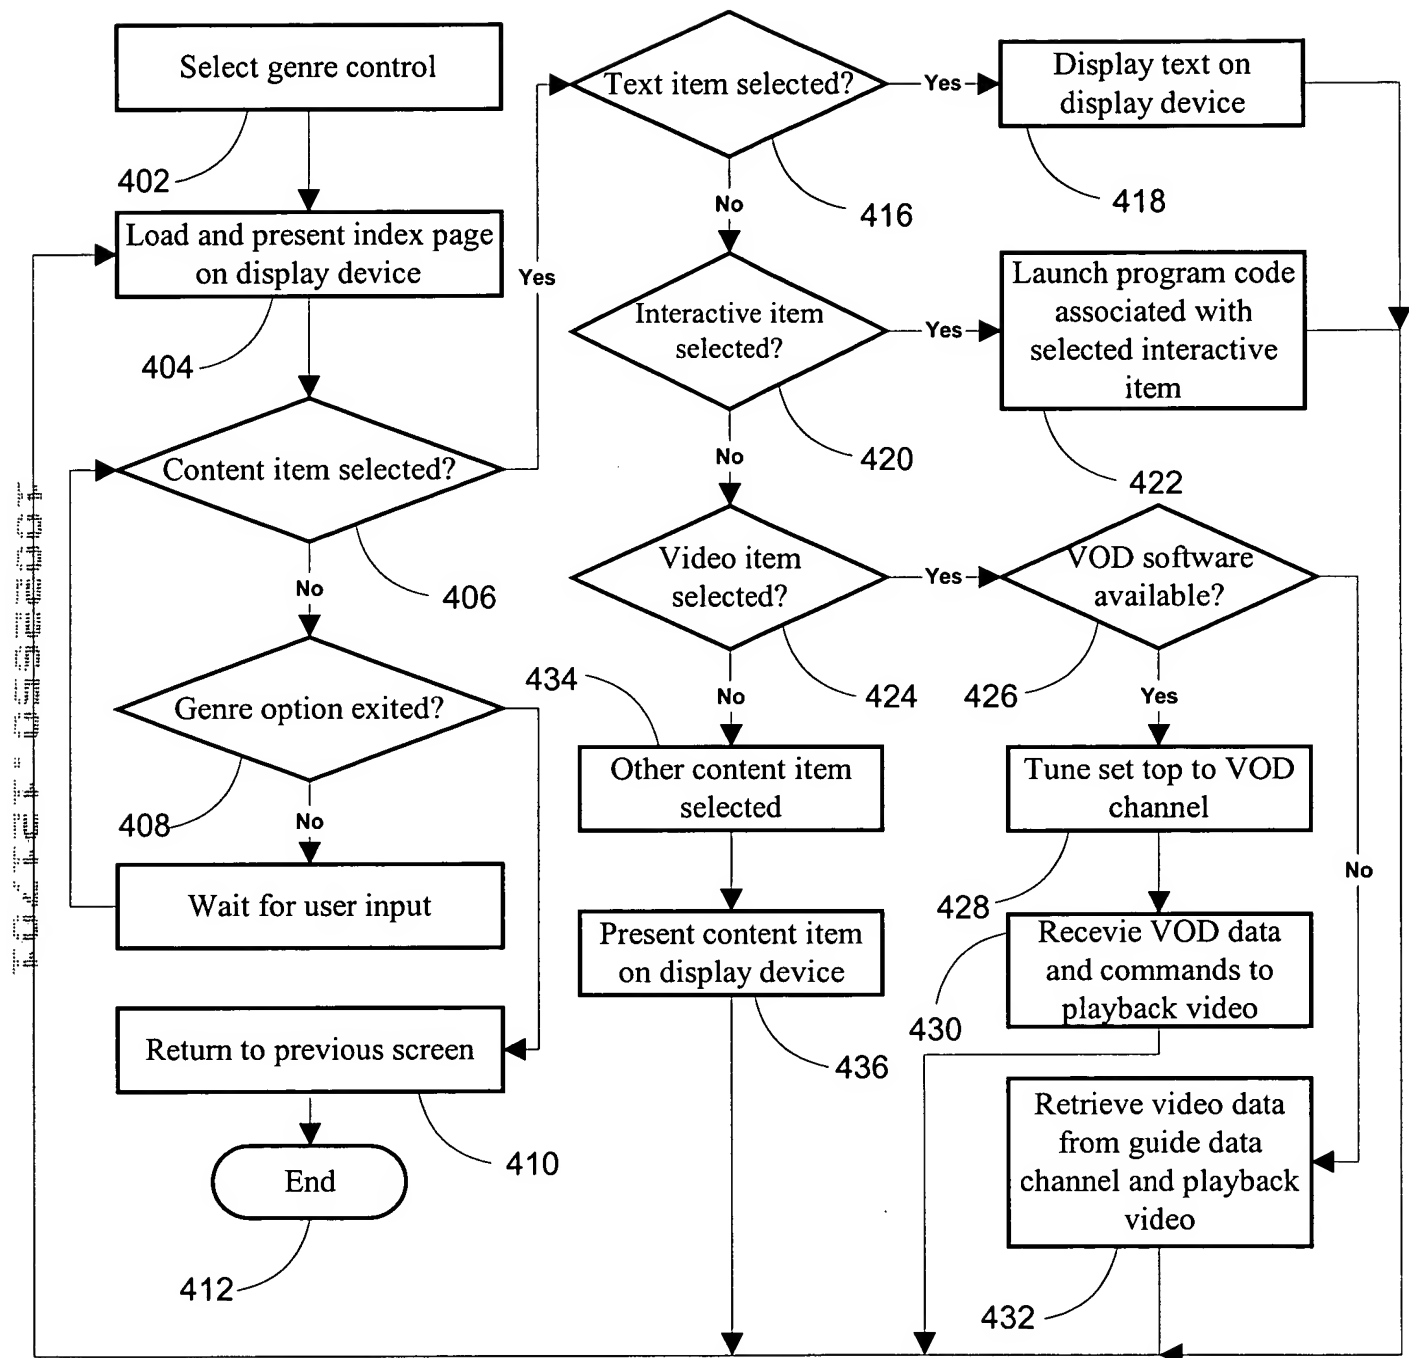 Select genre control
402
Load and present index page
on display device
404
Content item selected?
Yes
406
No
Genre option exited?
408
No
Wait for user input
Return to previous screen
410
End
412
Text item selected?
Yes
416
No
Display text on
display device
418
Interactive item
selected?
Yes
420
No
Launch program code
associated with
selected interactive
item
422
Video item
selected?
Yes
424
No
VOD software
available?
426
Yes
No
434
Other content item
selected
Present content item
on display device
436
Tune set top to VOD
channel
428
Recevie VOD data
and commands to
playback video
430
Retrieve video data
from guide data
channel and playback
video
432